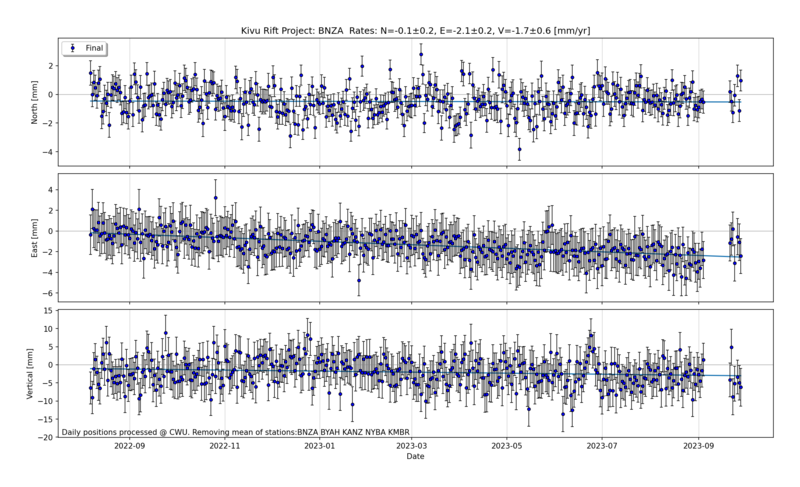 Kivu Rift Project: BNZA  Rates: N=-0.1±0.2, E=-2.1±0.2, V=-1.7±0.6 [mm/yr]
Final
North [mm]
2
0
−2
−4
East [mm]
4
2
0
−2
−4
−6
Vertical [mm]
15
10
5
0
−5
−10
−15
−20
Daily positions processed @ CWU. Removing mean of stations:BNZA BYAH KANZ NYBA KMBR
2022-09 2022-11 2023-01 2023-03 2023-05 2023-07 2023-09
Date